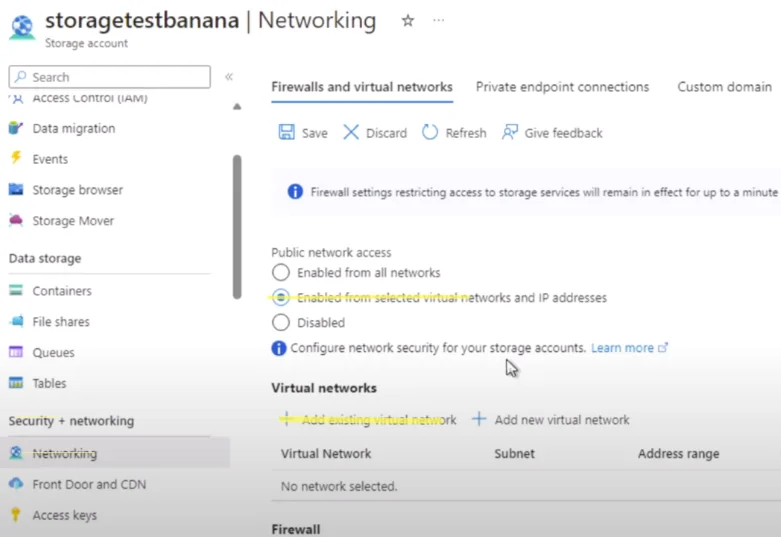 storagetestbanana | Networking
Storage account
Search
Access Control (IAM)
Data migration
Events
Storage browser
Storage Mover
Data storage
Containers
File shares
Queues
Tables
Security + networking
Networking
Front Door and CDN
Access keys
Firewalls and virtual networks
Private endpoint connections
Custom domain
Save
Discard
Refresh
Give feedback
Firewall settings restricting access to storage services will remain in effect for up to a minute
Public network access
Enabled from all networks
Enabled from selected virtual networks and IP addresses
Disabled
Configure network security for your storage accounts. Learn more
Virtual networks
Add existing virtual network
Add new virtual network
Virtual Network
Subnet
Address range
No network selected.
Firewall